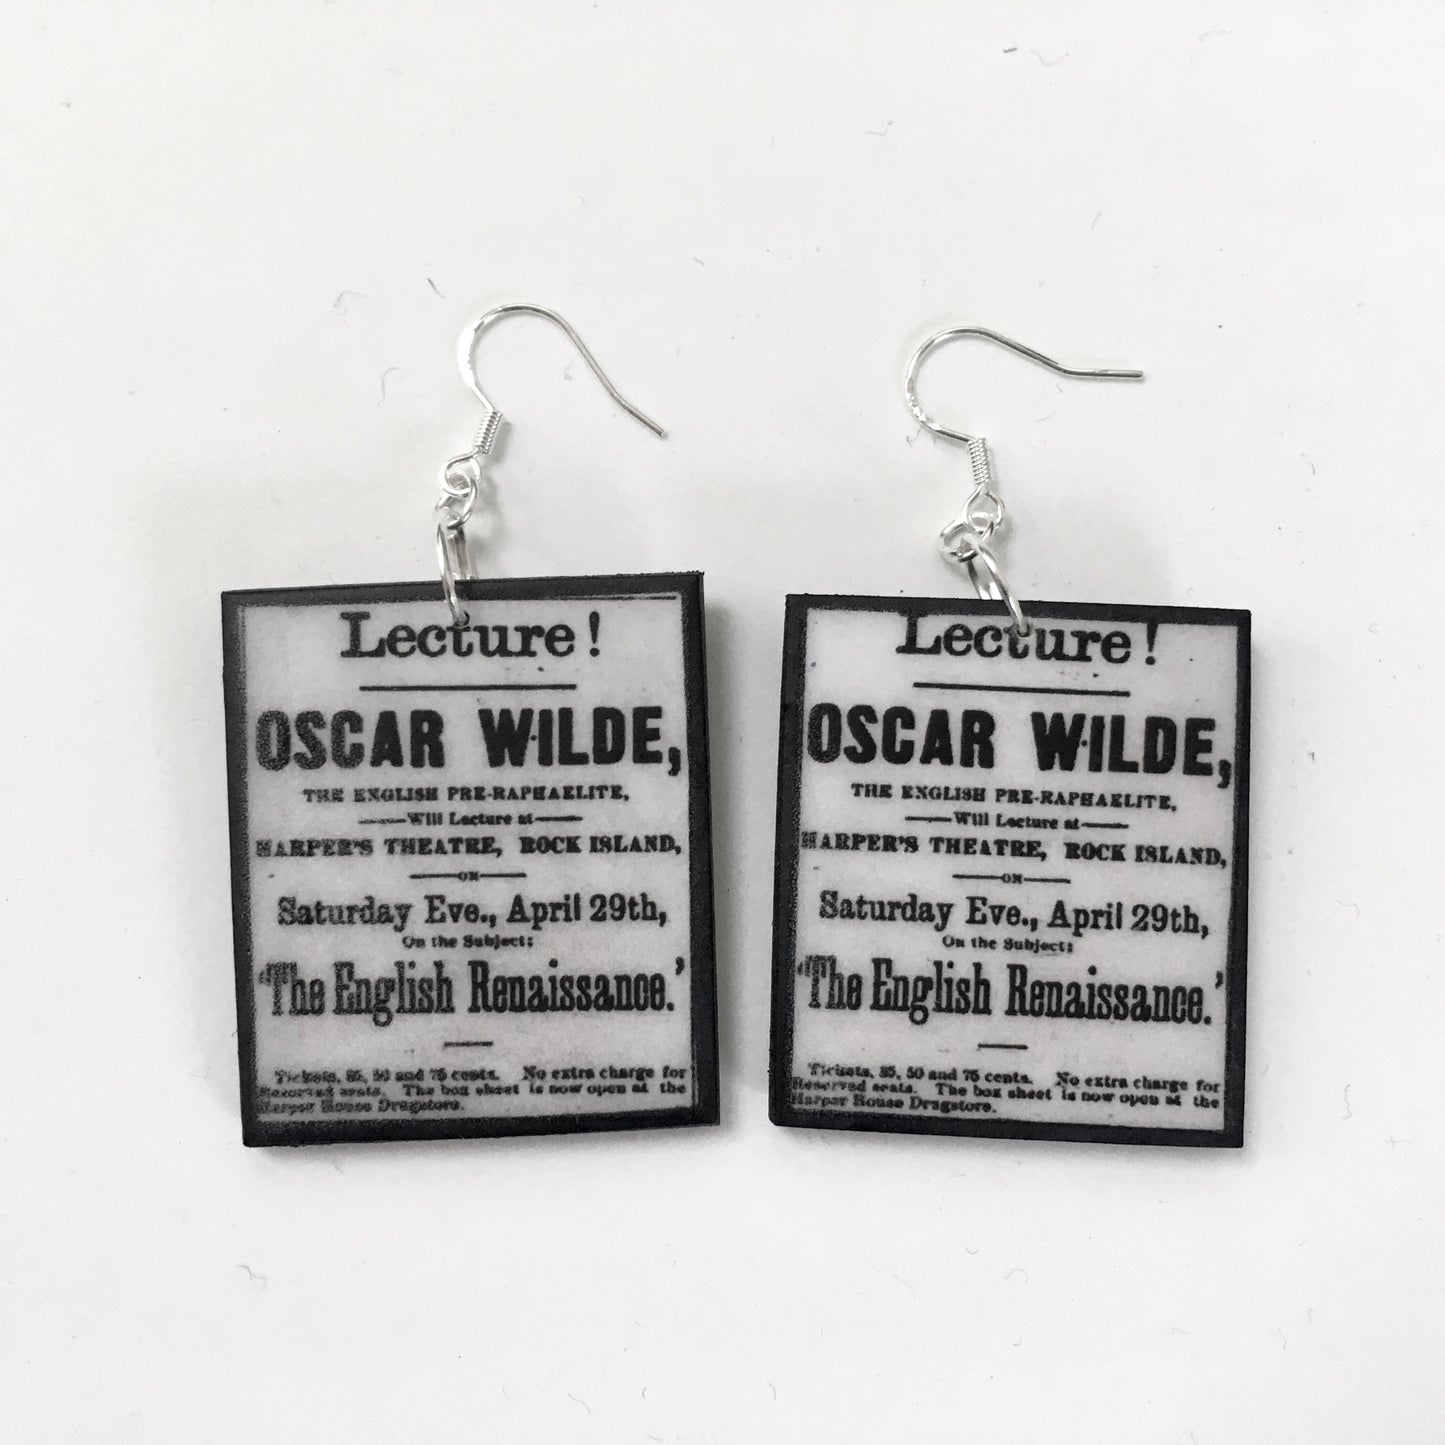 Lecture!
OSCAR WILDE,
THE ENGLISH PRE-RAPHAELITE,
Will Lecture at
HARPER'S THEATRE, ROCK ISLAND,
ON
Saturday Eve., April 29th,
On the Subject:
'The English Renaissance.'
Tickets, 50 and 75 cents. No extra charge for
Reserved seats. The box sheet is now open at the
Harper House Drugstore.
Lecture!
OSCAR WILDE,
THE ENGLISH PRE-RAPHAELITE,
Will Lecture at
HARPER'S THEATRE, ROCK ISLAND,
ON
Saturday Eve., April 29th,
On the Subject:
'The English Renaissance.'
Tickets, 50 and 75 cents. No extra charge for
Reserved seats. The box sheet is now open at the
Harper House Drugstore.